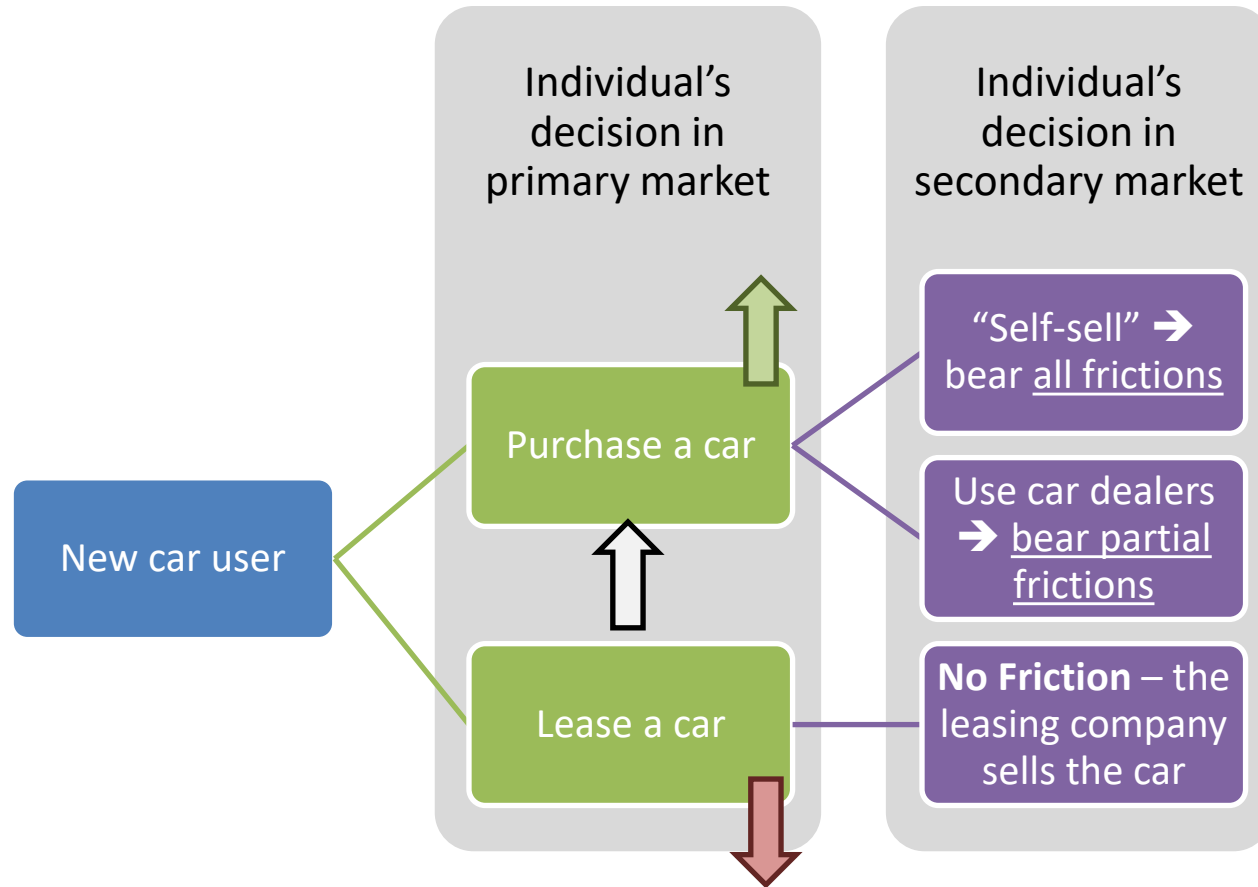 Individual’s
decision in
primary market
Individual’s
decision in
secondary market
New car user
Purchase a car
Lease a car
“Self-sell” ➔
bear all frictions
Use car dealers
➔ bear partial
frictions
No Friction – the
leasing company
sells the car